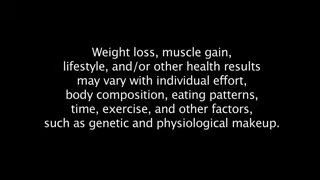 Weight loss, muscle gain,
lifestyle, and/or other health results
may vary with individual effort,
body composition, eating patterns,
time, exercise, and other factors,
such as genetic and physiological makeup.